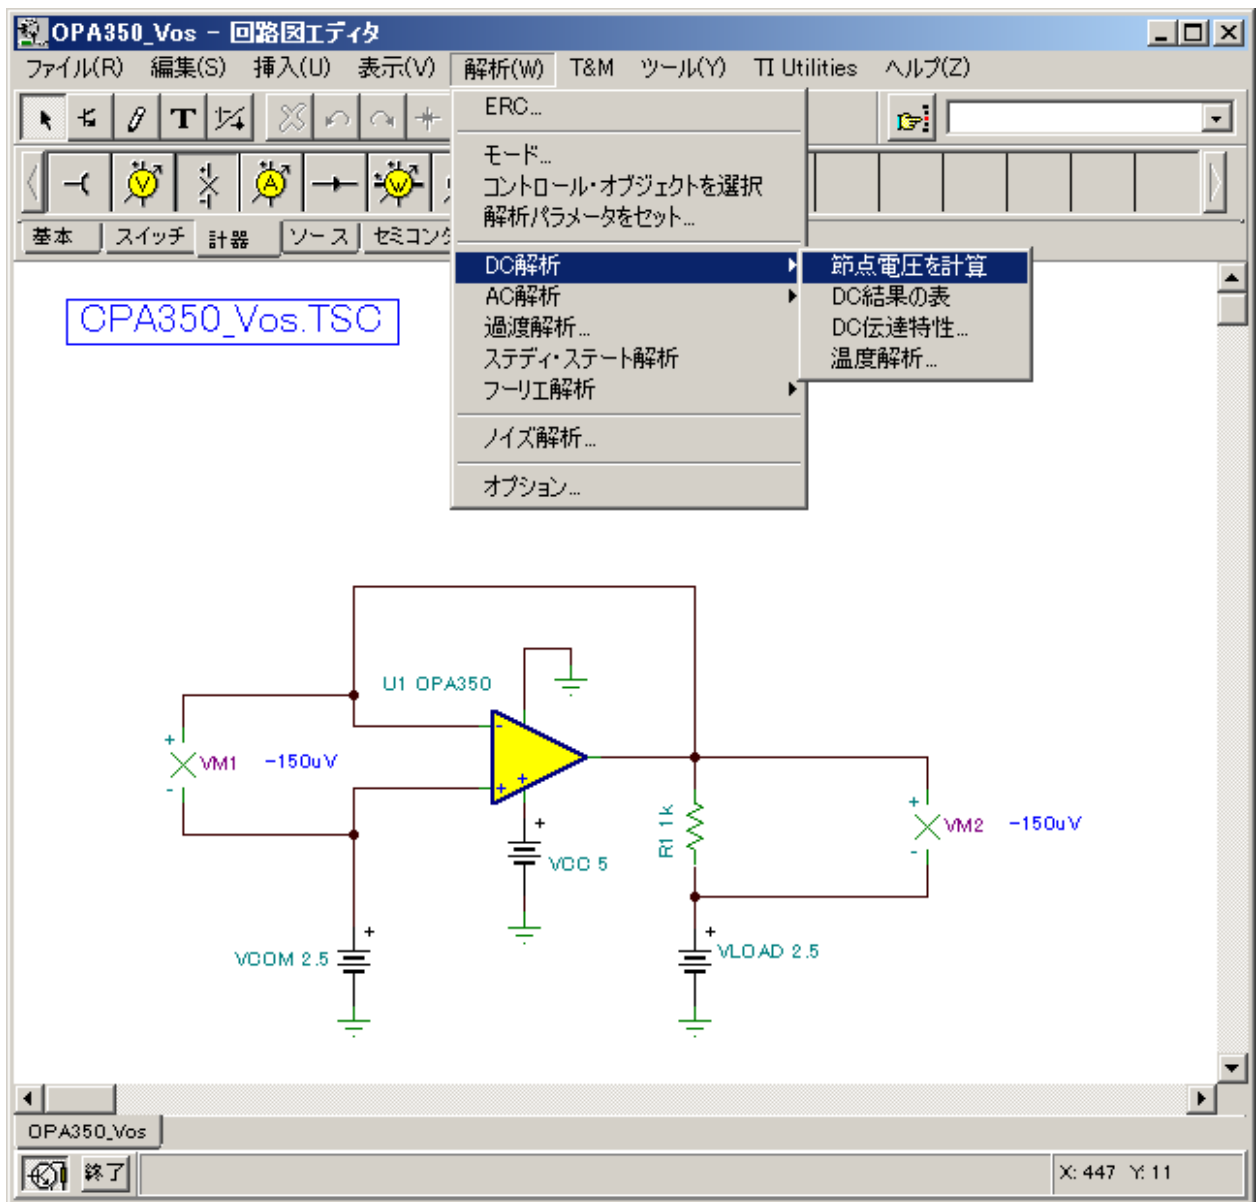 OPA350_Vos - 回路図エディタ
ファイル(R) 編集(S) 挿入(U) 表示(V) 解析(W) T&M ツール(Y) TI Utilities ヘルプ(Z)
T
基本 スイッチ 計器 ソース セミコンダ
ERC...
モード...
コントロール・オブジェクトを選択
解析パラメータをセット...
DC解析
AC解析
過渡解析...
ステディ・ステート解析
フーリエ解析
ノイズ解析...
オプション...
節点電圧を計算
DC結果の表
DC伝達特性...
温度解析...
OPA350_Vos.TSC
U1 OPA350
VM1 -150uV
VCC 5
R1 1k
VM2 -150uV
VCOM 2.5
VLOAD 2.5
OPA350_Vos
終了
X: 447 Y: 11